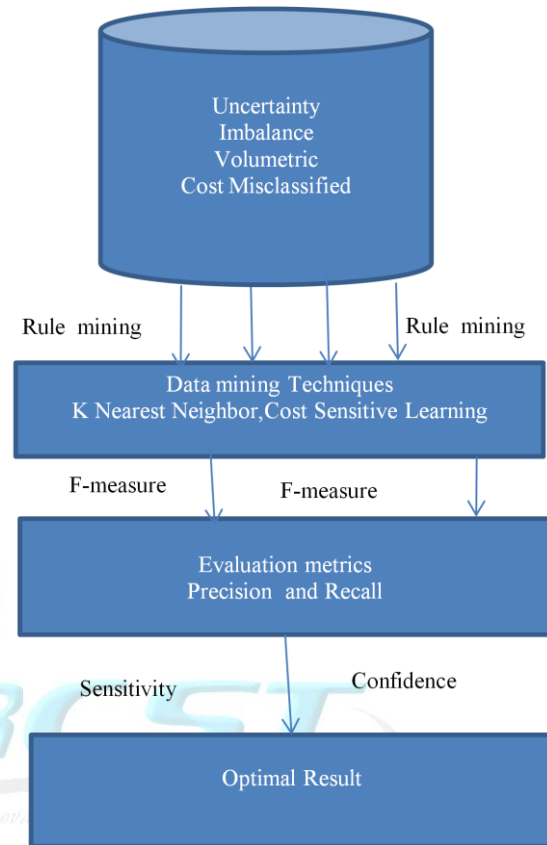 Uncertainty
Imbalance
Volumetric
Cost Misclassified
Rule mining
Rule mining
Data mining Techniques
K Nearest Neighbor,Cost Sensitive Learning
F-measure
F-measure
Evaluation metrics
Precision and Recall
Sensitivity
Confidence
Optimal Result